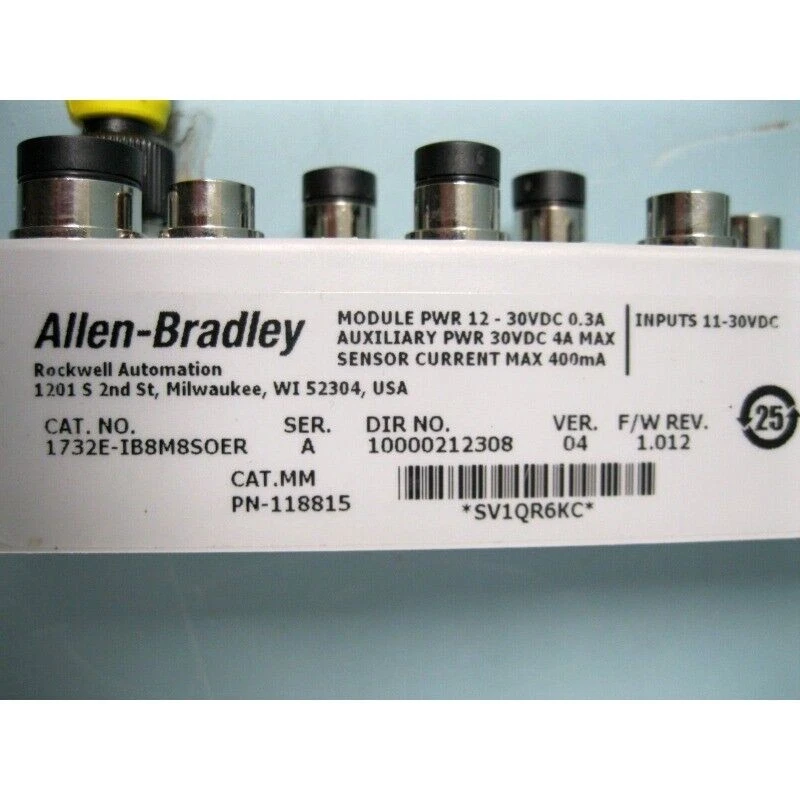 Allen-Bradley
Rockwell Automation
1201 S 2nd St, Milwaukee, WI 52304, USA
MODULE PWR 12 - 30VDC 0.3A
AUXILIARY PWR 30VDC 4A MAX
SENSOR CURRENT MAX 400mA
INPUTS 11-30VDC
CAT. NO. SER. DIR NO. VER. F/W REV.
1732E-IB8M8SOER A 10000212308 04 1.012
25
CAT.MM
PN-118815
*SV1QR6KC*